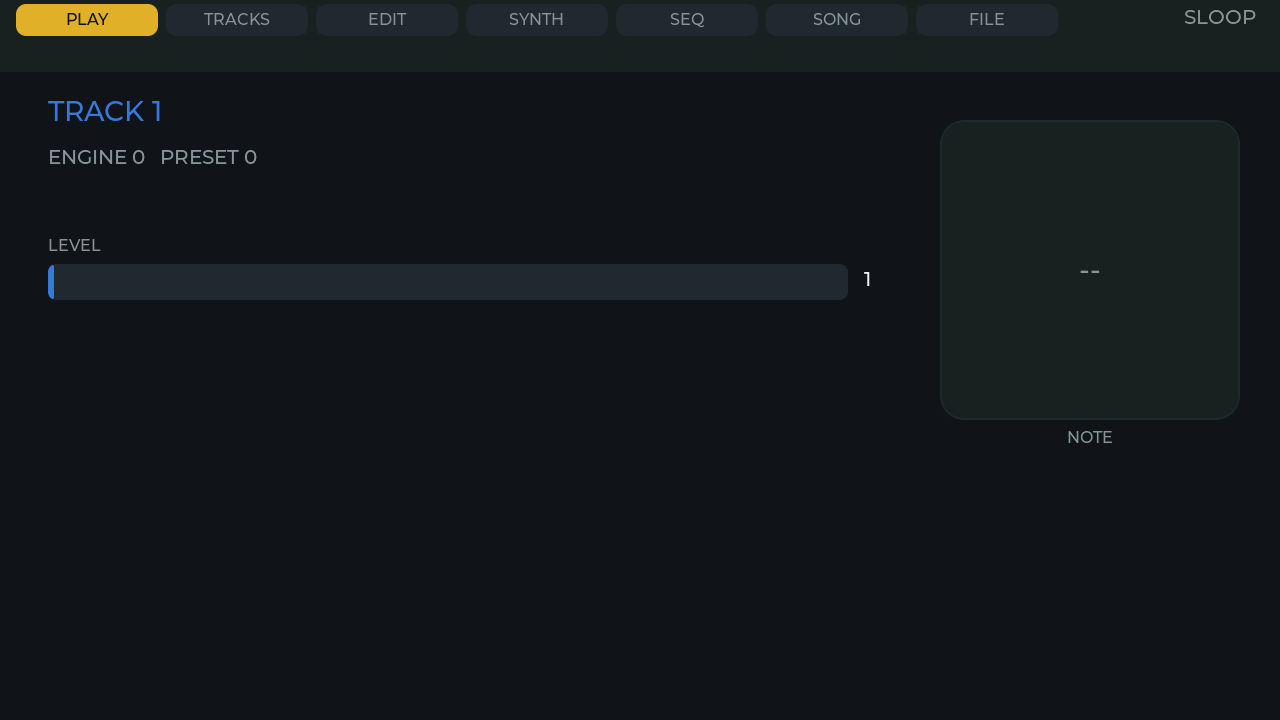 PLAY TRACKS EDIT SYNTH SEQ SONG FILE SLOOP
TRACK 1
ENGINE 0 PRESET 0
LEVEL
1
--
NOTE